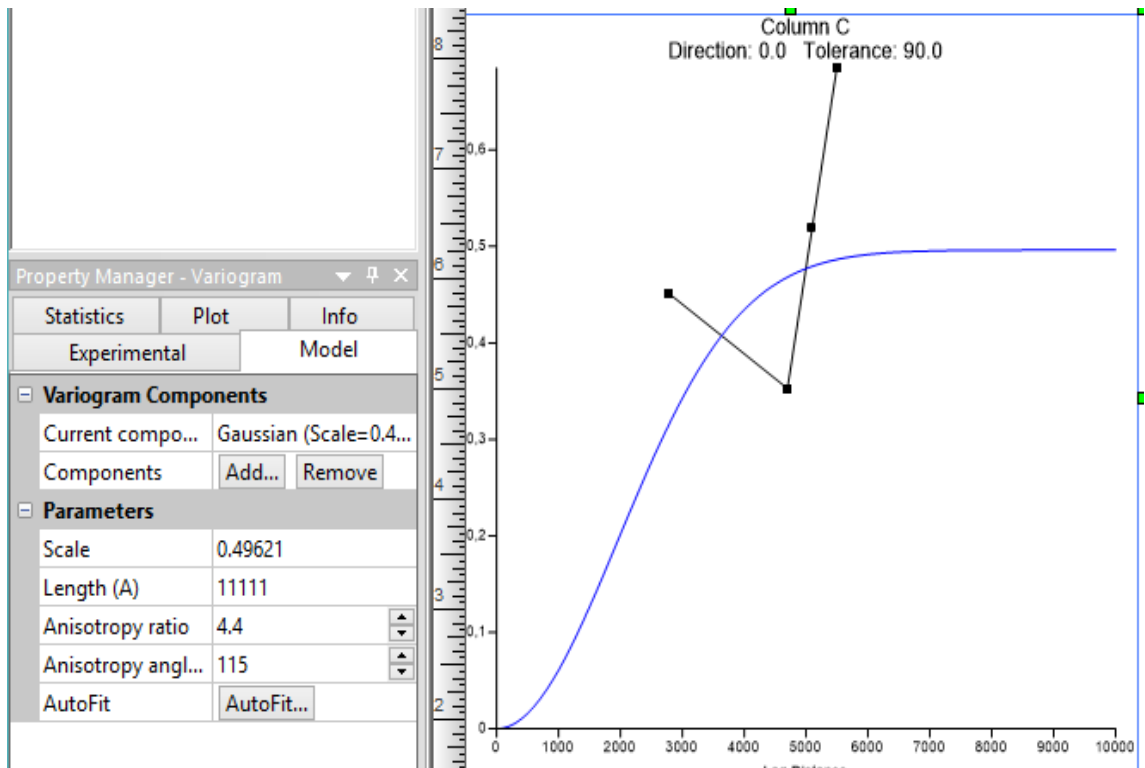 Property Manager - Variogram
Statistics Plot Info
Experimental Model
Variogram Components
Current compo... Gaussian (Scale=0.4...
Components Add... Remove
Parameters
Scale 0.49621
Length (A) 11111
Anisotropy ratio 4.4
Anisotropy angl... 115
AutoFit AutoFit...
8
7
6
5
4
3
2
Column C
Direction: 0.0 Tolerance: 90.0
0,6
0,5
0,4
0,3
0,2
0,1
0
0 1000 2000 3000 4000 5000 6000 7000 8000 9000 10000